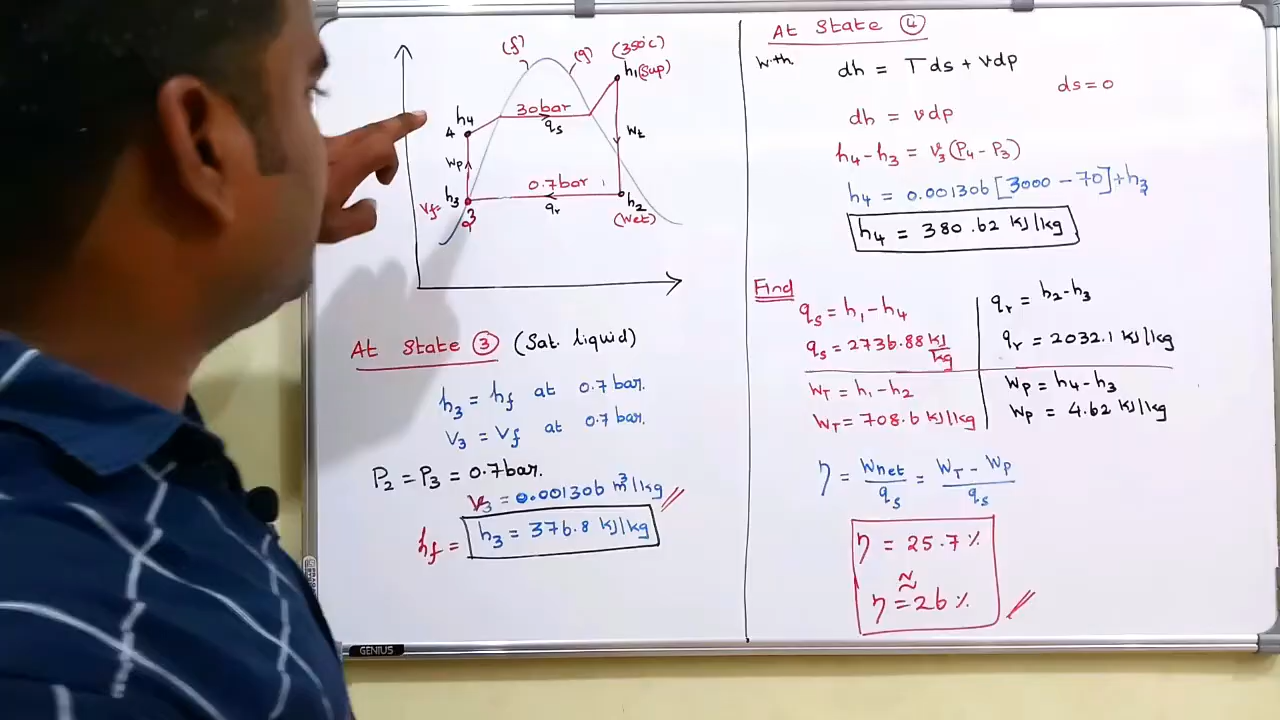 (f)
(g)
(350°c)
h1(sup)
30bar
qs
h4
4
wp
wt
h3
Vf=
3
0.7bar
qr
h2
(wet)
At State ③ (Sat. liquid)
h3 = hf at 0.7 bar.
V3 = Vf at 0.7 bar.
P2 = P3 = 0.7bar.
v3 = 0.001306 m³/kg
hf = h3 = 376.8 KJ/kg
GENIUS
At State ④
W.th
dh = Tds + vdp
ds = 0
dh = vdp
h4-h3 = v3(P4-P3)
h4 = 0.001306[3000-70]+h3
h4 = 380.62 KJ/kg
Find
qs = h1-h4
qs = 2736.88 KJ/kg
WT = h1-h2
WT = 708.6 KJ/kg
qr = h2-h3
qr = 2032.1 KJ/kg
Wp = h4-h3
Wp = 4.62 KJ/kg
η = Wnet/qs = WT - Wp/qs
η = 25.7 %
≈
η = 26 %